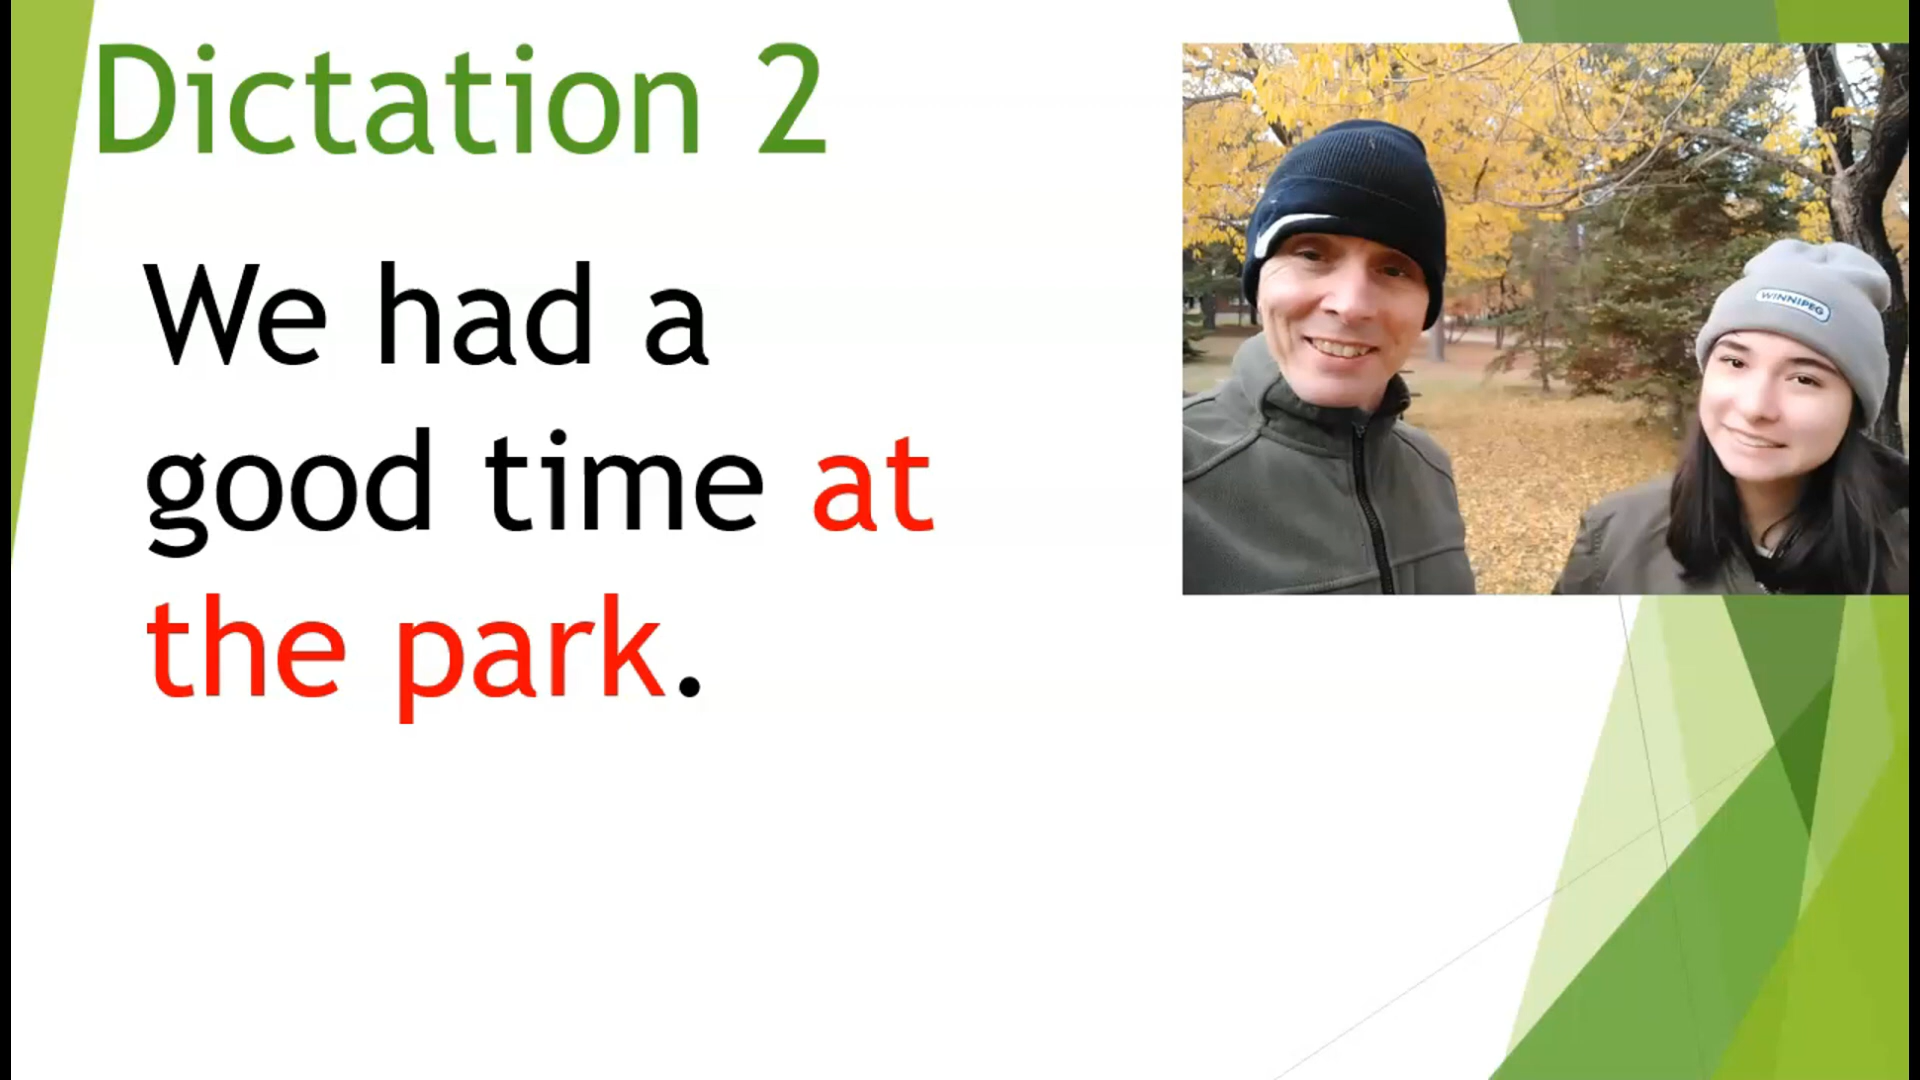 Dictation 2
We had a
good time at
the park.
WINNIPEG